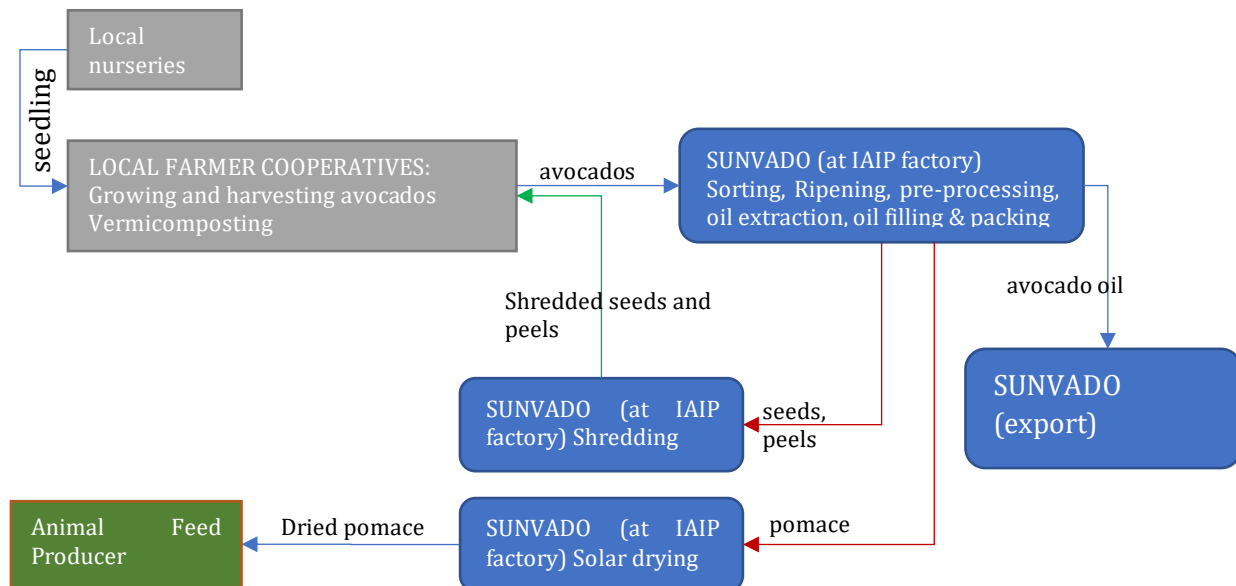 Local
nurseries
seedling
LOCAL FARMER COOPERATIVES:
Growing and harvesting avocados
Vermicomposting
avocados
SUNVADO (at IAIP factory)
Sorting, Ripening, pre-processing,
oil extraction, oil filling & packing
avocado oil
SUNVADO
(export)
Shredded seeds and
peels
SUNVADO (at IAIP
factory) Shredding
seeds,
peels
Animal Feed
Producer
Dried pomace
SUNVADO (at IAIP
factory) Solar drying
pomace